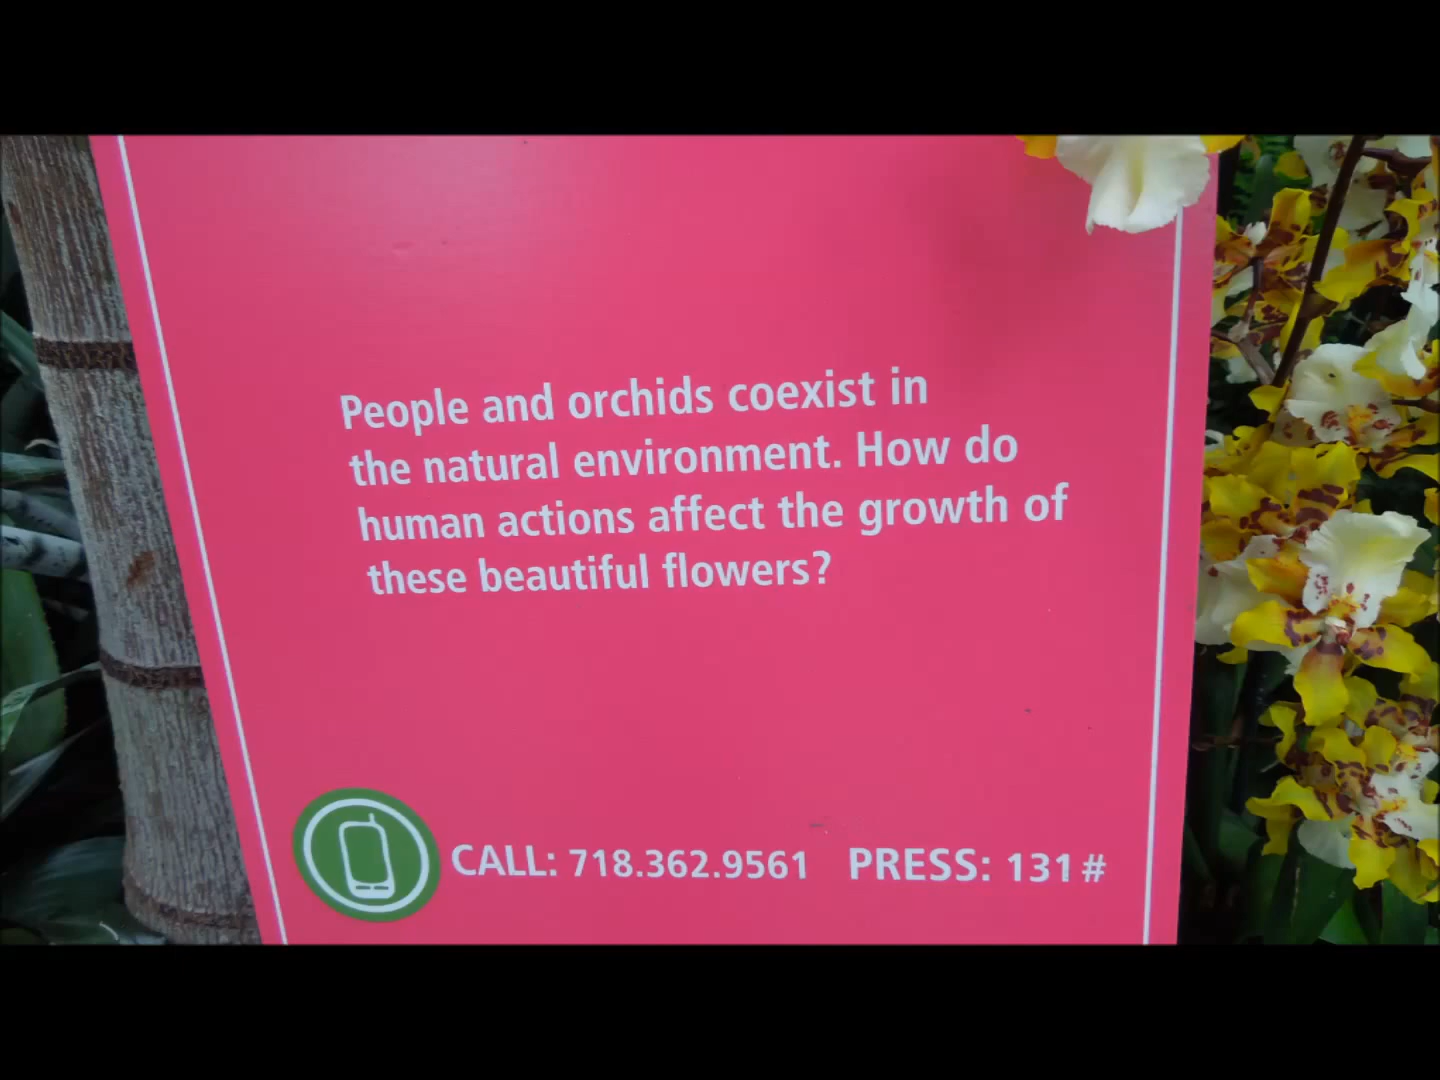 People and orchids coexist in
the natural environment. How do
human actions affect the growth of
these beautiful flowers?
CALL: 718.362.9561 PRESS: 131#